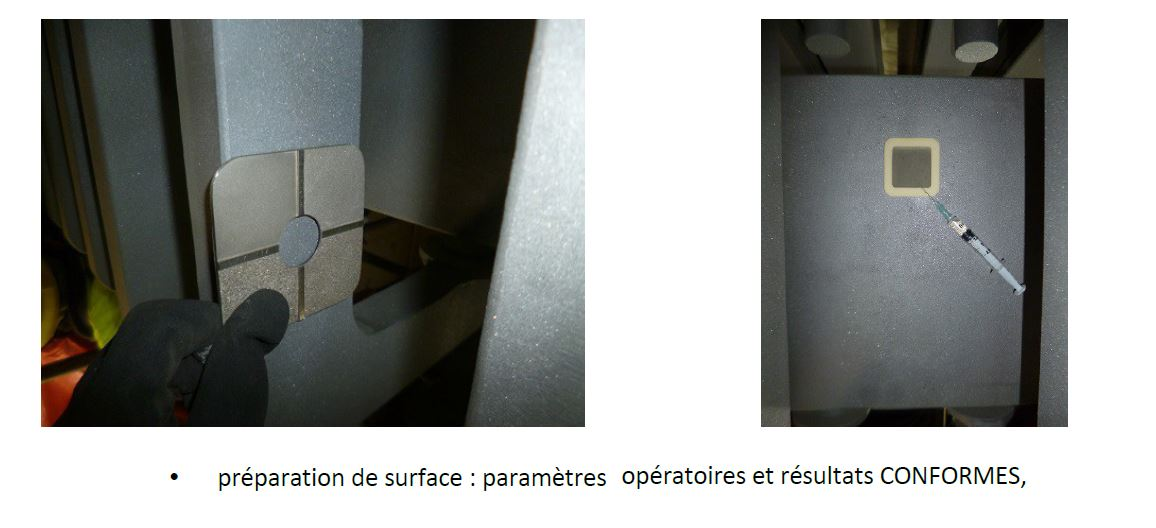 • préparation de surface : paramètres opératoires et résultats CONFORMES,